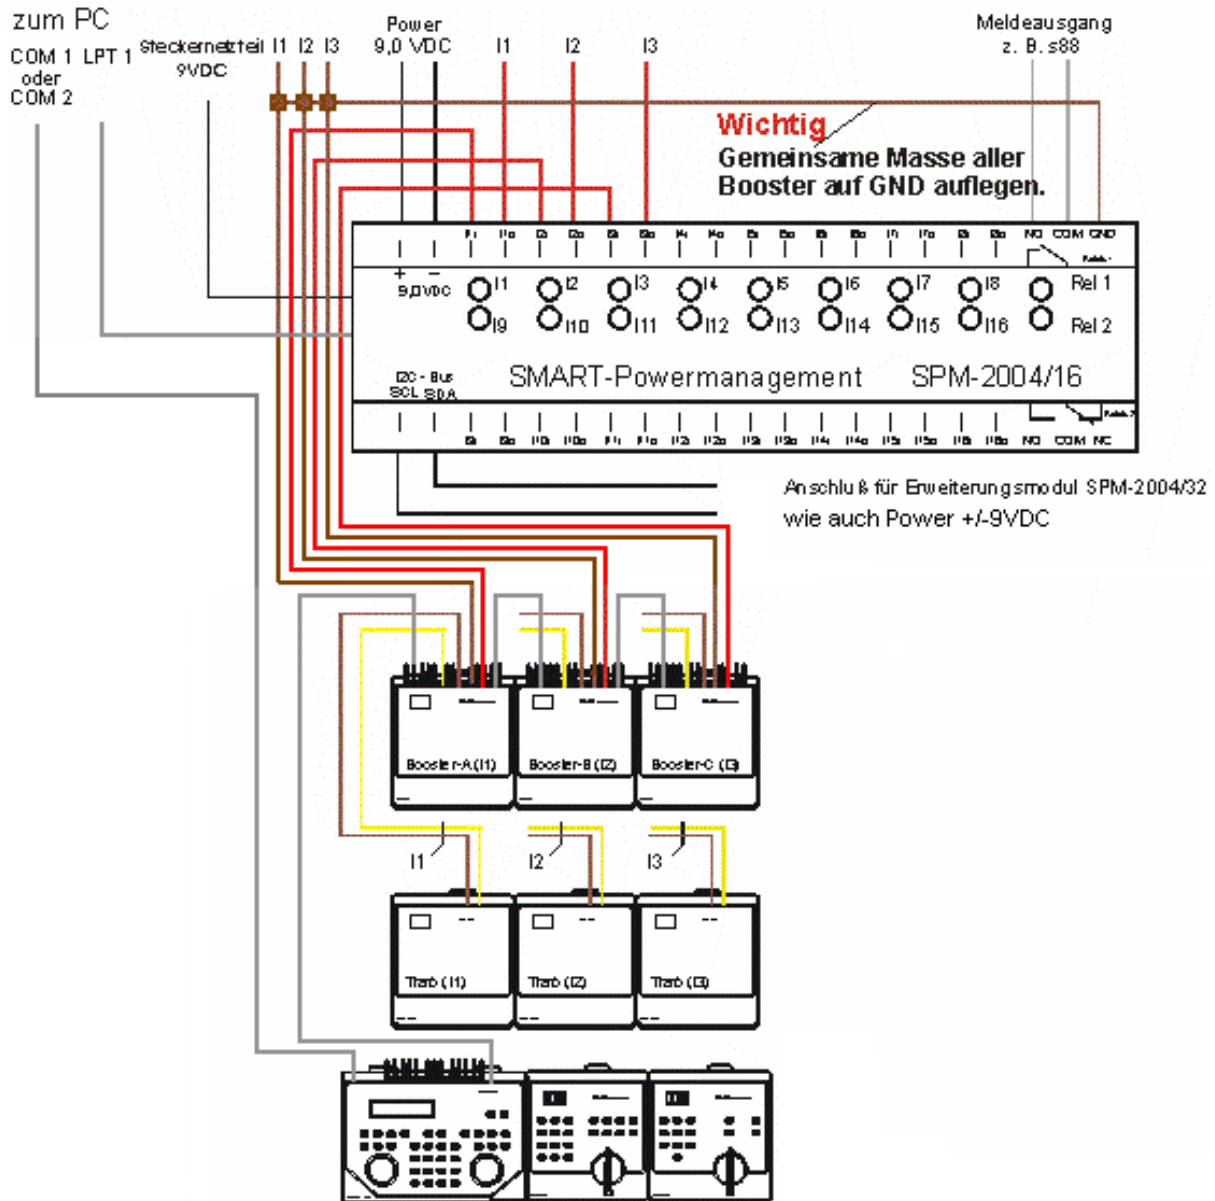 zum PC
COM 1 LPT 1
oder
COM 2
Steckernetzteil
9VDC
I1 I2 I3
Power
9,0 VDC
I1 I2 I3
Meldeausgang
z. B. s88
Wichtig
Gemeinsame Masse aller
Booster auf GND auflegen.
NO COM GND
+ -
9,0VDC
I1 I2 I3 I4 I5 I6 I7 I8 Rel 1
I9 I10 I11 I12 I13 I14 I15 I16 Rel 2
I2C - Bus
SCL SDA
SMART-Powermanagement SPM-2004/16
NO COM NC
Anschluß für Erweiterungsmodul SPM-2004/32
wie auch Power +/-9VDC
Booster-A (I1) Booster-B (I2) Booster-C (I3)
I1 I2 I3
Trafo (I1) Trafo (I2) Trafo (I3)